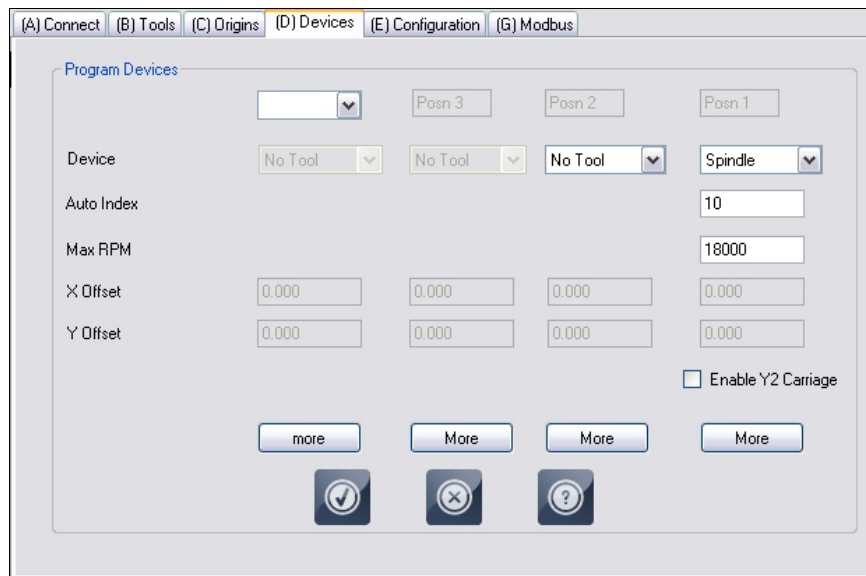 (A) Connect (B) Tools (C) Origins (D) Devices (E) Configuration (G) Modbus
Program Devices
Posn 3 Posn 2 Posn 1
Device No Tool No Tool No Tool Spindle
Auto Index 10
Max RPM 18000
X Offset 0.000 0.000 0.000 0.000
Y Offset 0.000 0.000 0.000 0.000
Enable Y2 Carriage
more More More More
?